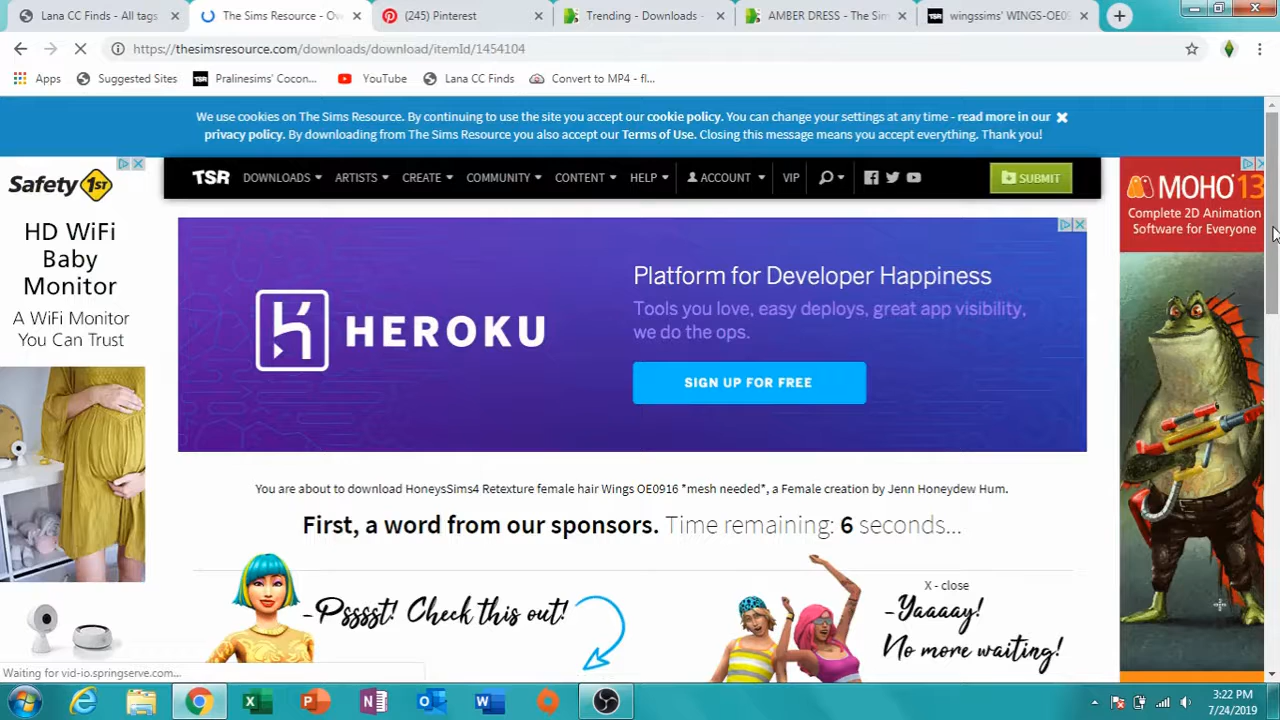 Lana CC Finds - All tags
The Sims Resource - Ov
(245) Pinterest
Trending - Downloads -
AMBER DRESS - The Sim
wingssims' WINGS-OE09
https://thesimsresource.com/downloads/download/itemId/1454104
Apps
Suggested Sites
TSR
Pralinesims' Cocon...
YouTube
Lana CC Finds
Convert to MP4 - fl...
We use cookies on The Sims Resource. By continuing to use the site you accept our cookie policy. You can change your settings at any time - read more in our
privacy policy. By downloading from The Sims Resource you also accept our Terms of Use. Closing this message means you accept everything. Thank you!
TSR
DOWNLOADS
ARTISTS
CREATE
COMMUNITY
CONTENT
HELP
ACCOUNT
VIP
SUBMIT
Safety 1st
HD WiFi
Baby
Monitor
A WiFi Monitor
You Can Trust
HEROKU
Platform for Developer Happiness
Tools you love, easy deploys, great app visibility,
we do the ops.
SIGN UP FOR FREE
MOHO 13
Complete 2D Animation
Software for Everyone
You are about to download HoneysSims4 Retexture female hair Wings OE0916 *mesh needed*, a Female creation by Jenn Honeydew Hum.
First, a word from our sponsors. Time remaining: 6 seconds...
-Psssst! Check this out!
X - close
-Yaaaay!
No more waiting!
Waiting for vid-io.springserve.com...
3:22 PM
7/24/2019